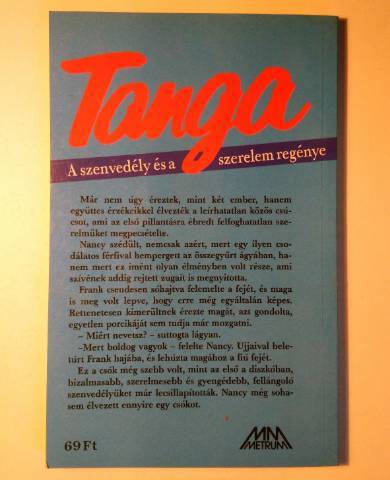 Tanga
A szenvedély és a szerelem regénye
Már nem úgy éreztek, mint két ember, hanem
együttes érzékeikkel élvezték a leírhatatlan közös csú-
csot, ami az első pillantásra ébredt felfoghatatlan sze-
relmüket megpecsételte.
Nancy szédült, nemcsak azért, mert egy ilyen cso-
dálatos férfival hempergett az összegyűrt ágyában, ha-
nem mert ez imént olyan élményben volt része, ami
szívének addig rejtett zugait is megnyitotta.
Frank csendesen sóhajtva felemelte a fejét, és maga
is meg volt lepve, hogy erre még egyáltalán képes.
Rettenetesen kimerültnek érezte magát, azt gondolta,
egyetlen porcikáját sem tudja már mozgatni.
– Miért nevetsz? – suttogta lágyan.
–Mert boldog vagyok – felelte Nancy. Ujjaival bele-
túrt Frank hajába, és lehúzta magához a fiú fejét.
Ez a csók még szebb volt, mint az első a diszkóban,
bizalmasabb, szerelmesebb és gyengédebb, fellángoló
szenvedélyüket már lecsillapították. Nancy még soha-
sem élvezett ennyire egy csókot.
69 Ft
MM
METRUM